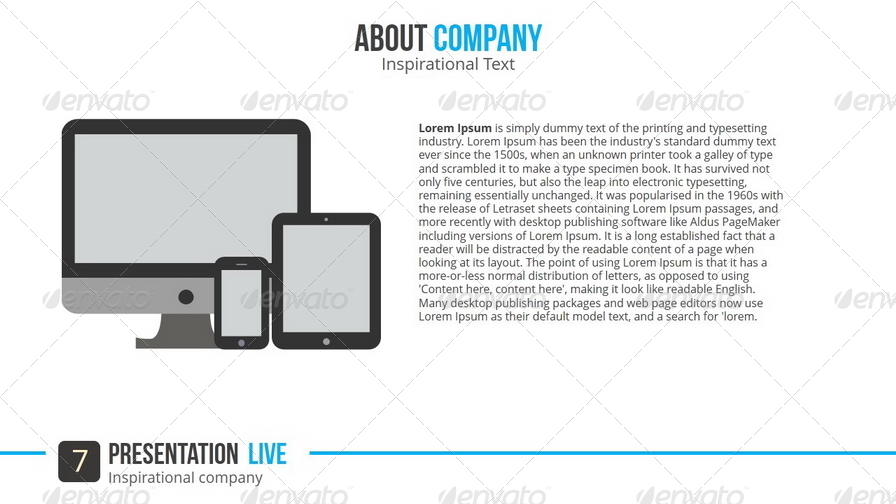 ABOUT COMPANY
Inspirational Text
Lorem Ipsum is simply dummy text of the printing and typesetting
industry. Lorem Ipsum has been the industry's standard dummy text
ever since the 1500s, when an unknown printer took a galley of type
and scrambled it to make a type specimen book. It has survived not
only five centuries, but also the leap into electronic typesetting,
remaining essentially unchanged. It was popularised in the 1960s with
the release of Letraset sheets containing Lorem Ipsum passages, and
more recently with desktop publishing software like Aldus PageMaker
including versions of Lorem Ipsum. It is a long established fact that a
reader will be distracted by the readable content of a page when
looking at its layout. The point of using Lorem Ipsum is that it has a
more-or-less normal distribution of letters, as opposed to using
'Content here, content here', making it look like readable English.
Many desktop publishing packages and web page editors now use
Lorem Ipsum as their default model text, and a search for 'lorem.
7 PRESENTATION LIVE
Inspirational company
envato envato envato envato envato
envato envato envato envato envato
envato envato envato envato envato